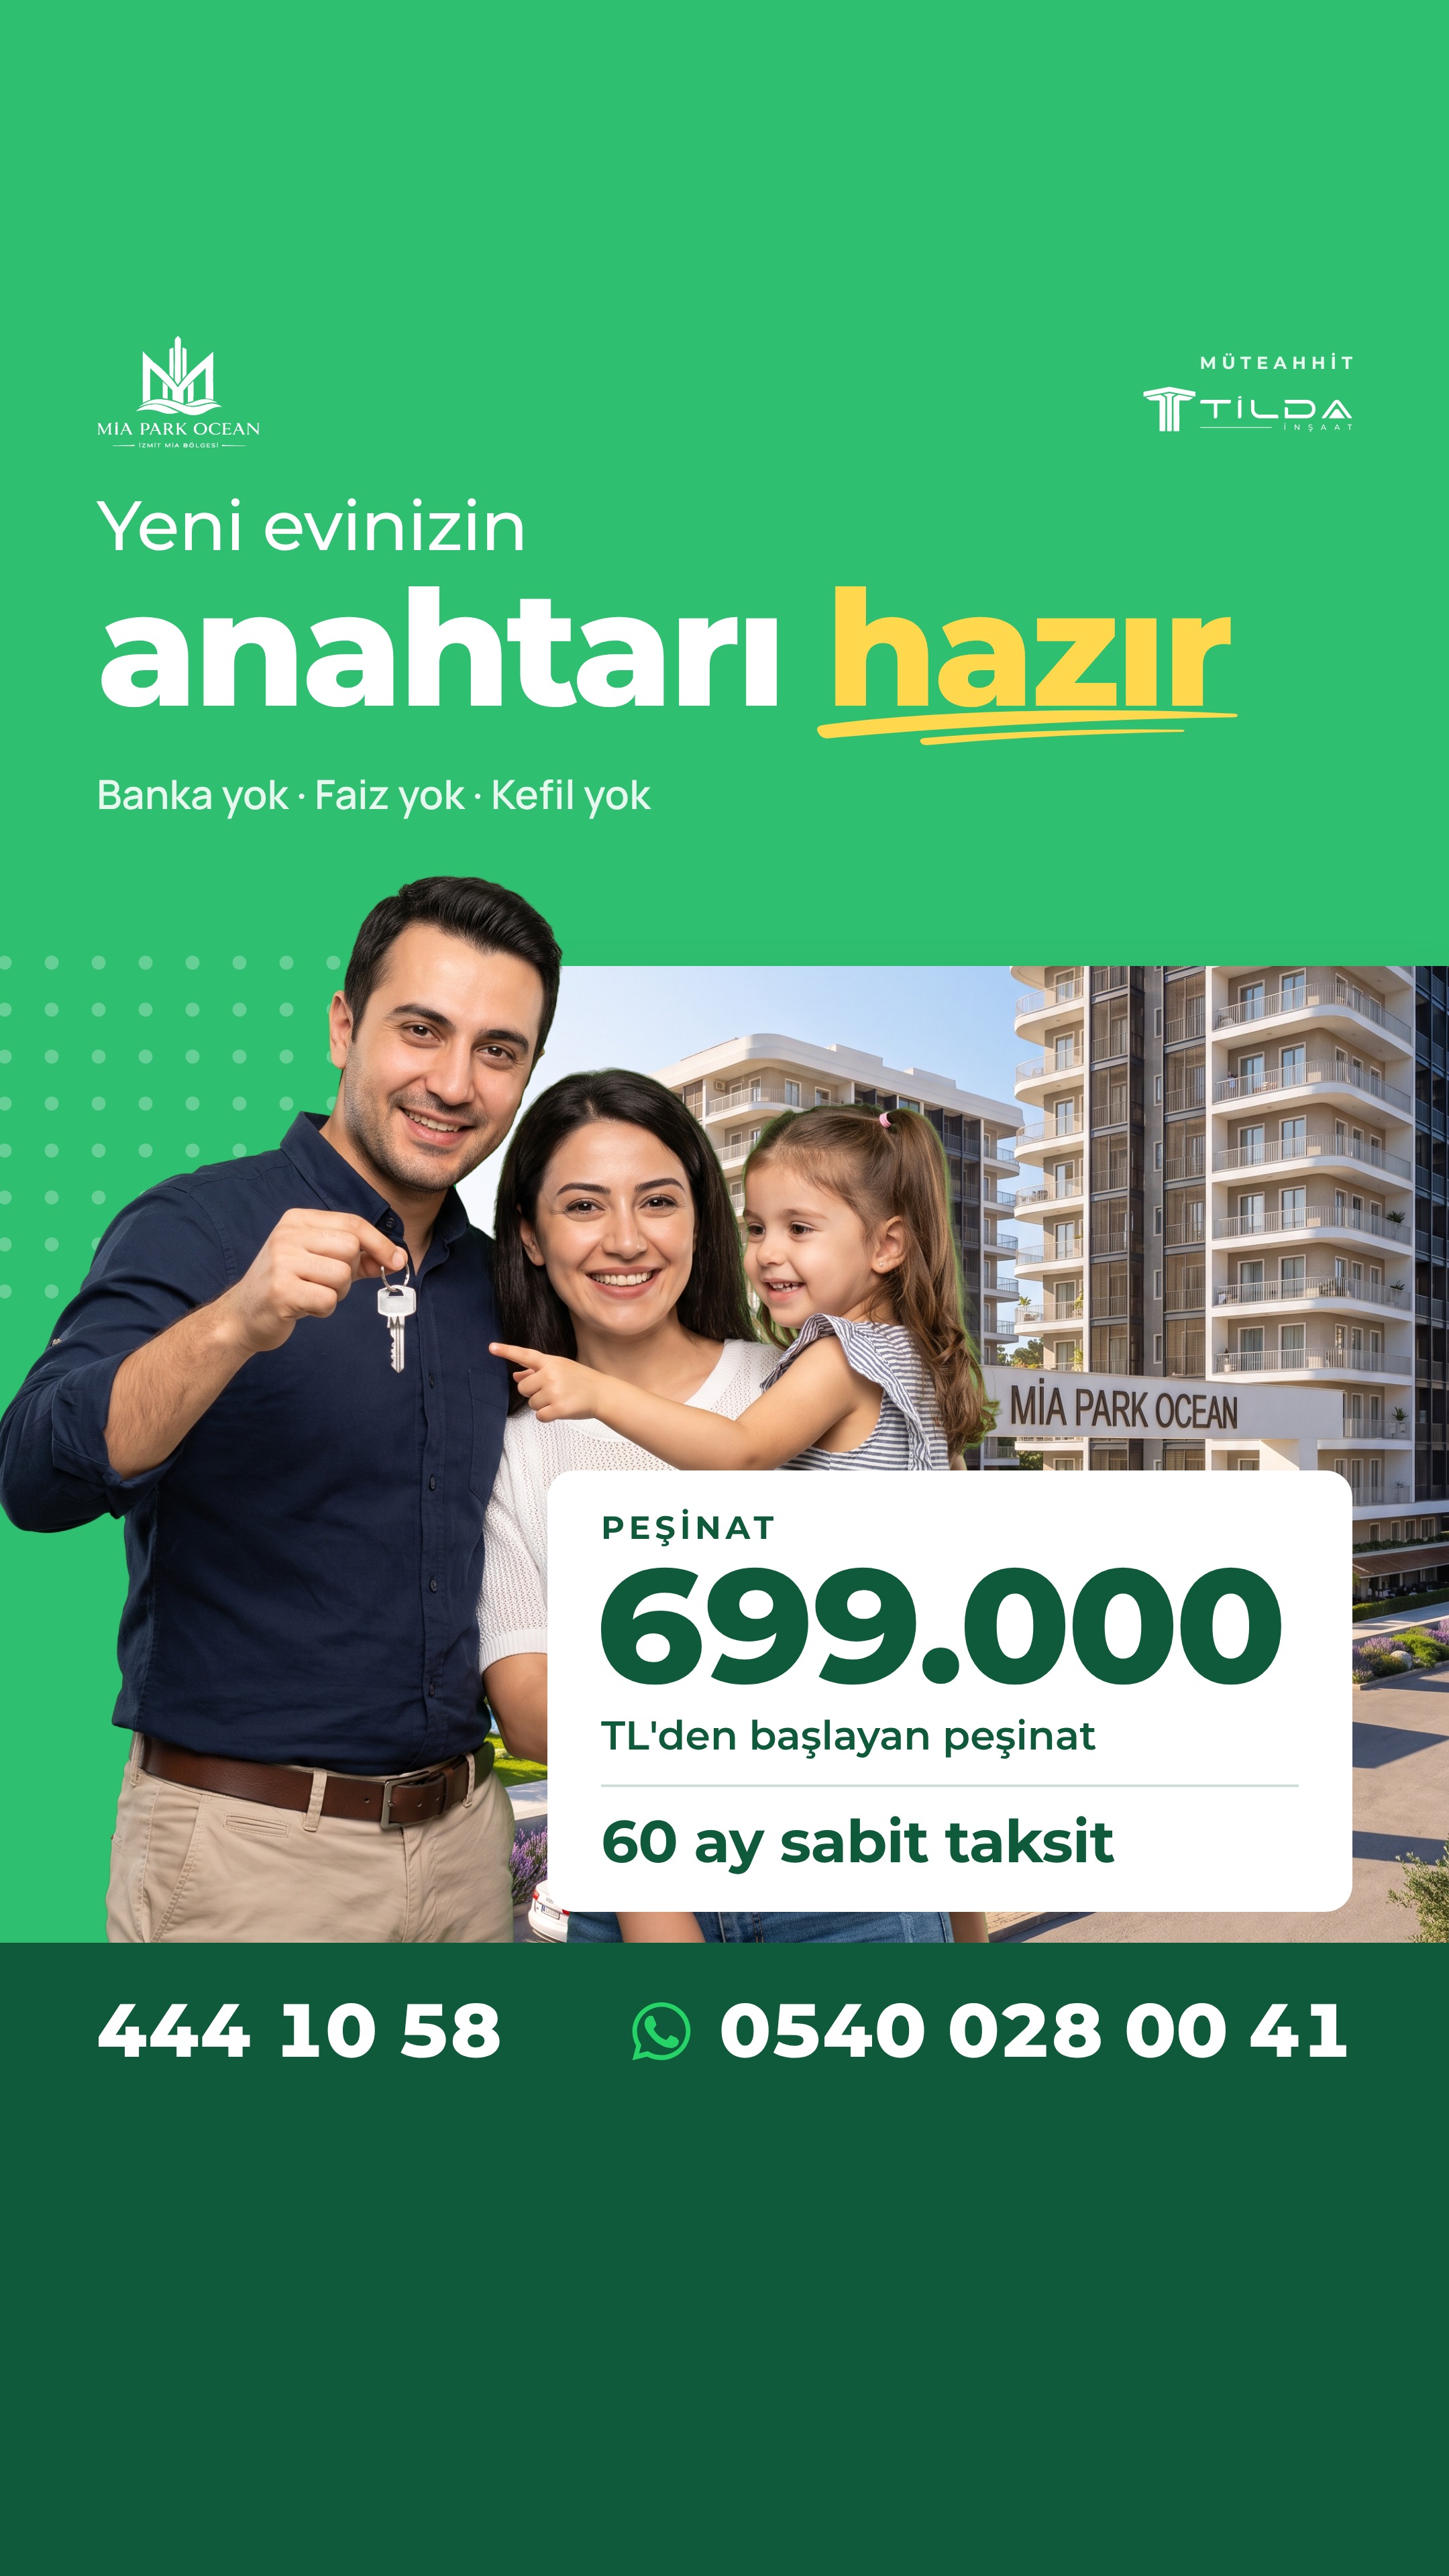 MIA PARK OCEAN
İZMİT MİA BÖLGESİ
MÜTEAHHİT
TİLDA
İNŞAAT
Yeni evinizin
anahtarı hazır
Banka yok · Faiz yok · Kefil yok
MİA PARK OCEAN
PEŞİNAT
699.000
TL'den başlayan peşinat
60 ay sabit taksit
444 10 58
0540 028 00 41